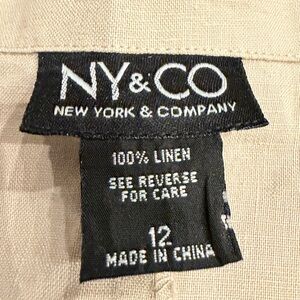 NY&CO
NEW YORK & COMPANY
100% LINEN
SEE REVERSE
FOR CARE
12
MADE IN CHINA